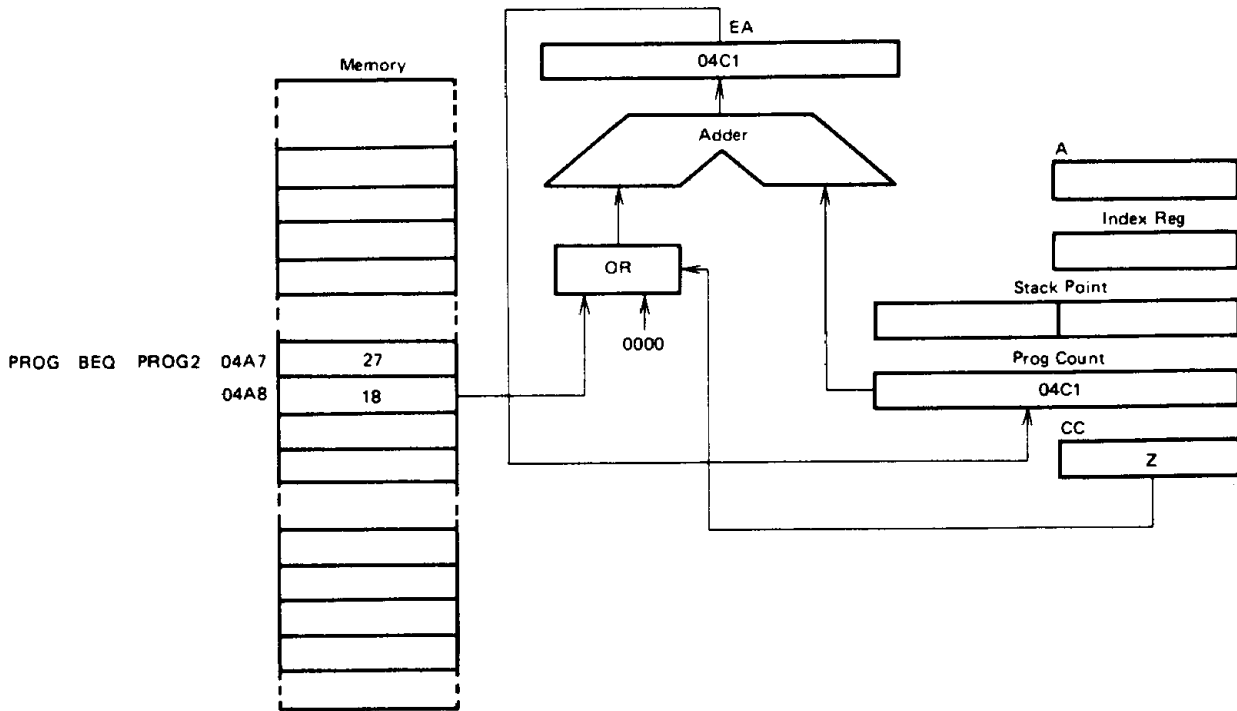 EA
04C1
Memory
Adder
A
Index Reg
OR
Stack Point
0000
Prog Count
PROG BEQ PROG2 04A7 27
04C1
04A8 18
CC
Z